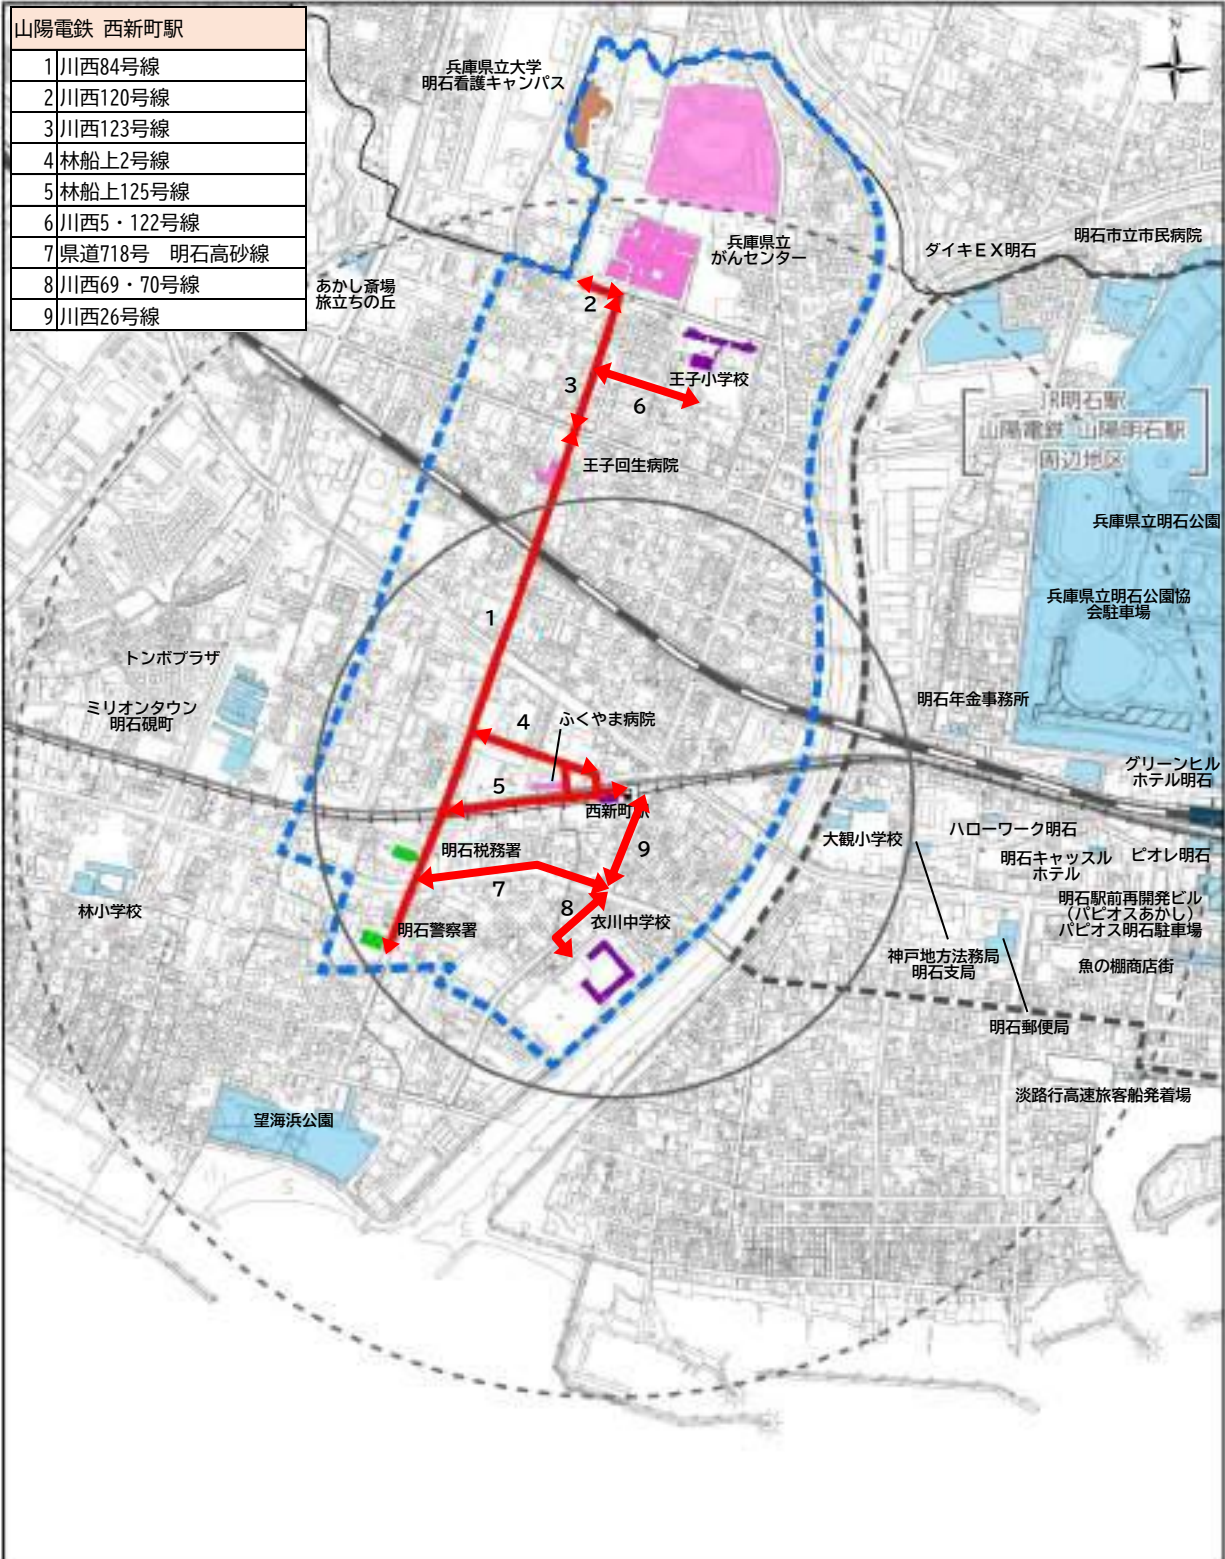 山陽電鉄 西新町駅
1 川西84号線
2 川西120号線
3 川西123号線
4 林船上2号線
5 林船上125号線
6 川西5・122号線
7 県道718号　明石高砂線
8 川西69・70号線
9 川西26号線
兵庫県立大学
明石看護キャンパス
兵庫県立
がんセンター
ダイキＥＸ明石
明石市立市民病院
あかし斎場
旅立ちの丘
2
3
王子小学校
6
JR明石駅
山陽電鉄 山陽明石駅
周辺地区
王子回生病院
兵庫県立明石公園
兵庫県立明石公園協
会駐車場
1
トンボプラザ
ミリオンタウン
明石硯町
明石年金事務所
4
ふくやま病院
グリーンヒル
ホテル明石
5
西新町駅
大観小学校
ハローワーク明石
明石キャッスル
ホテル
ピオレ明石
明石税務署
9
7
林小学校
8
衣川中学校
明石警察署
明石駅前再開発ビル
（パピオスあかし）
パピオス明石駐車場
神戸地方法務局
明石支局
魚の棚商店街
明石郵便局
淡路行高速旅客船発着場
望海浜公園